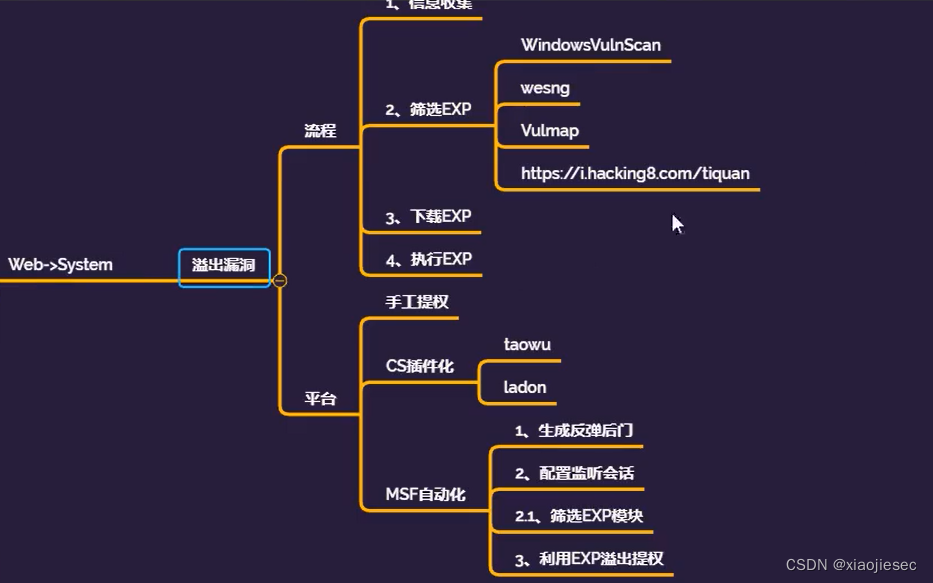 1、信息收集
WindowsVulnScan
wesng
2、筛选EXP
Vulmap
流程
https://i.hacking8.com/tiquan
3、下载EXP
4、执行EXP
Web->System
溢出漏洞
手工提权
taowu
CS插件化
ladon
平台
1、生成反弹后门
2、配置监听会话
MSF自动化
2.1、筛选EXP模块
3、利用EXP溢出提权
CSDN @xiaojiesec